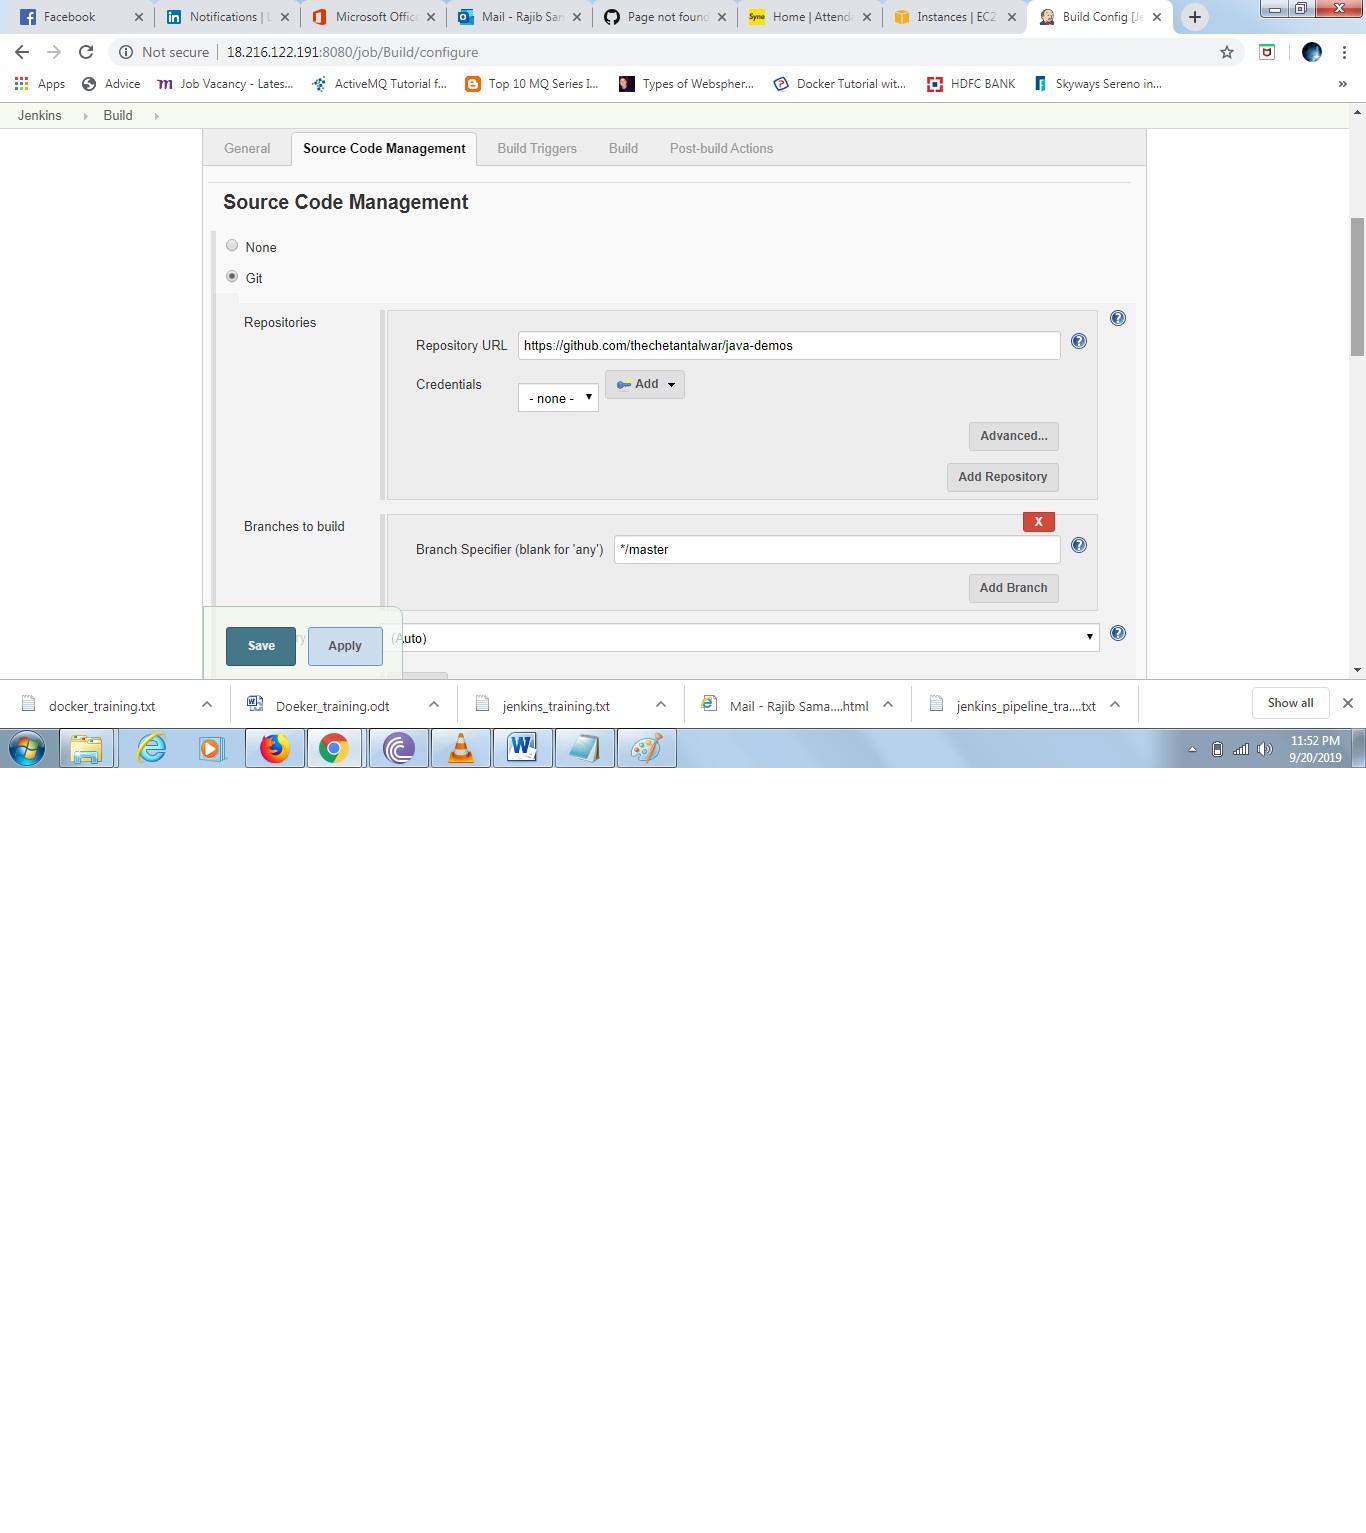 Facebook
Notifications | L
Microsoft Offic
Mail - Rajib San
Page not found
Syne
Home | Attenda
Instances | EC2
Build Config [Je
Not secure
18.216.122.191:8080/job/Build/configure
Apps
Advice
Job Vacancy - Lates...
ActiveMQ Tutorial f...
Top 10 MQ Series I...
Types of Webspher...
Docker Tutorial wit...
HDFC BANK
Skyways Sereno in...
»
Jenkins
Build
General
Source Code Management
Build Triggers
Build
Post-build Actions
Source Code Management
None
Git
Repositories
Repository URL
https://github.com/thechetantalwar/java-demos
Credentials
- none -
Add
Advanced...
Add Repository
Branches to build
X
Branch Specifier (blank for 'any')
*/master
Add Branch
Save
Apply
(Auto)
docker_training.txt
Doeker_training.odt
jenkins_training.txt
Mail - Rajib Sama....html
jenkins_pipeline_tra....txt
Show all
11:52 PM
9/20/2019